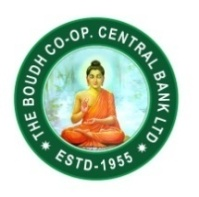 THE BOUDH CO-OP. CENTRAL BANK LTD
ESTD-1955